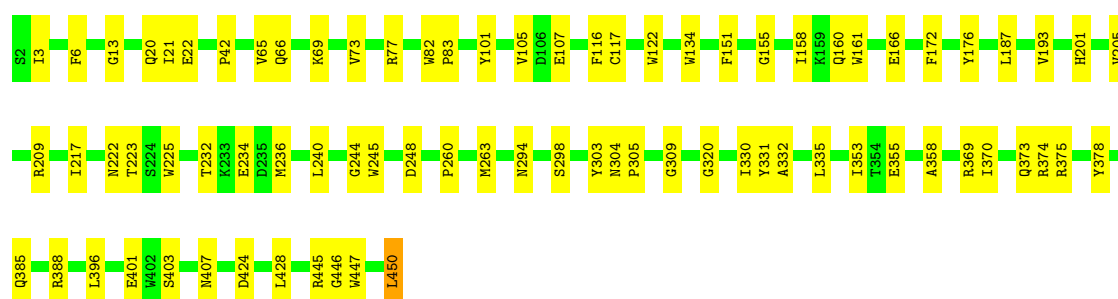 S2 I3 F6 G13 Q20 I21 E22 P42 V65 Q66 K69 V73 R77 W82 P83 Y101 V105 D106 E107 F116 C117 W122 W134 F151 G155 I158 K159 Q160 W161 E166 F172 Y176 L187 V193 H201
R209 I217 N222 T223 S224 W225 T232 K233 E234 D235 M236 L240 G244 W245 D248 P260 M263 N294 S298 Y303 N304 P305 G309 G320 I330 Y331 A332 L335 I353 T354 E355 A358 R369 I370 Q373 R374 R375 Y378
Q385 R388 L396 E401 W402 S403 N407 D424 L428 R445 G446 W447 L450